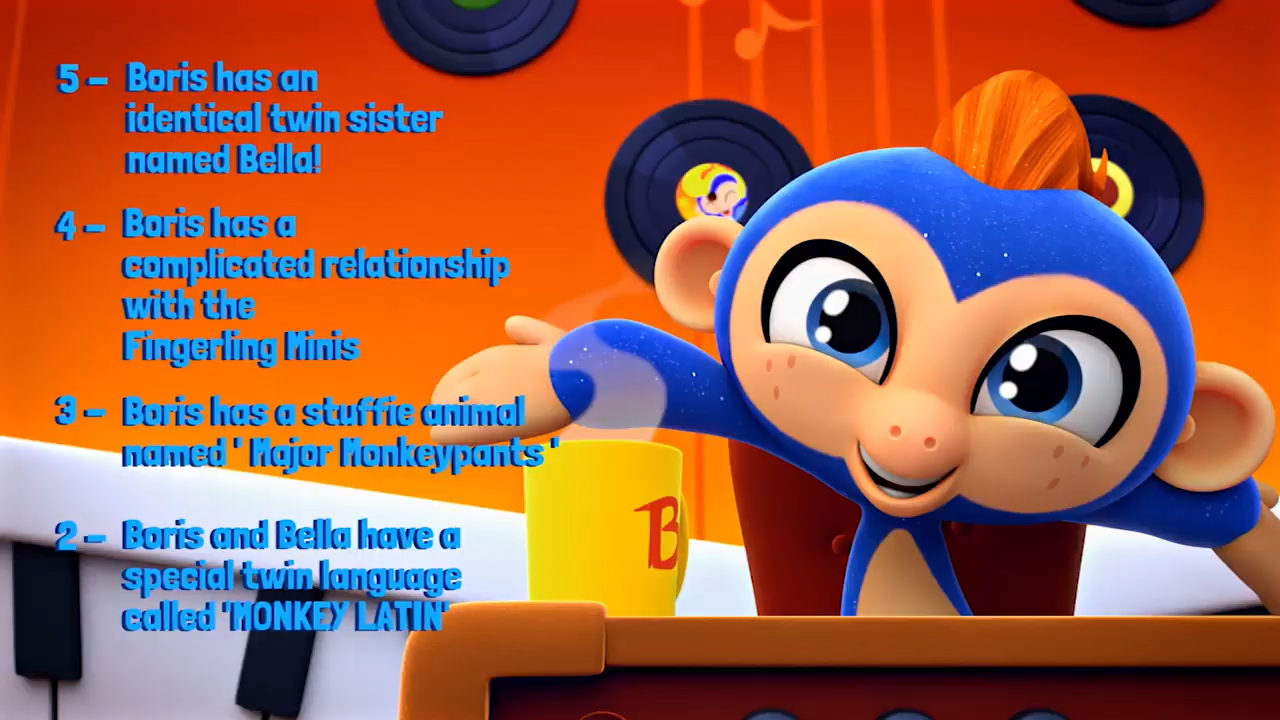 5 - Boris has an
identical twin sister
named Bella!
4 - Boris has a
complicated relationship
with the
Fingerling Minis
3 - Boris has a stuffie animal
named ' Major Monkeypants '
2 - Boris and Bella have a
special twin language
called 'MONKEY LATIN'
B